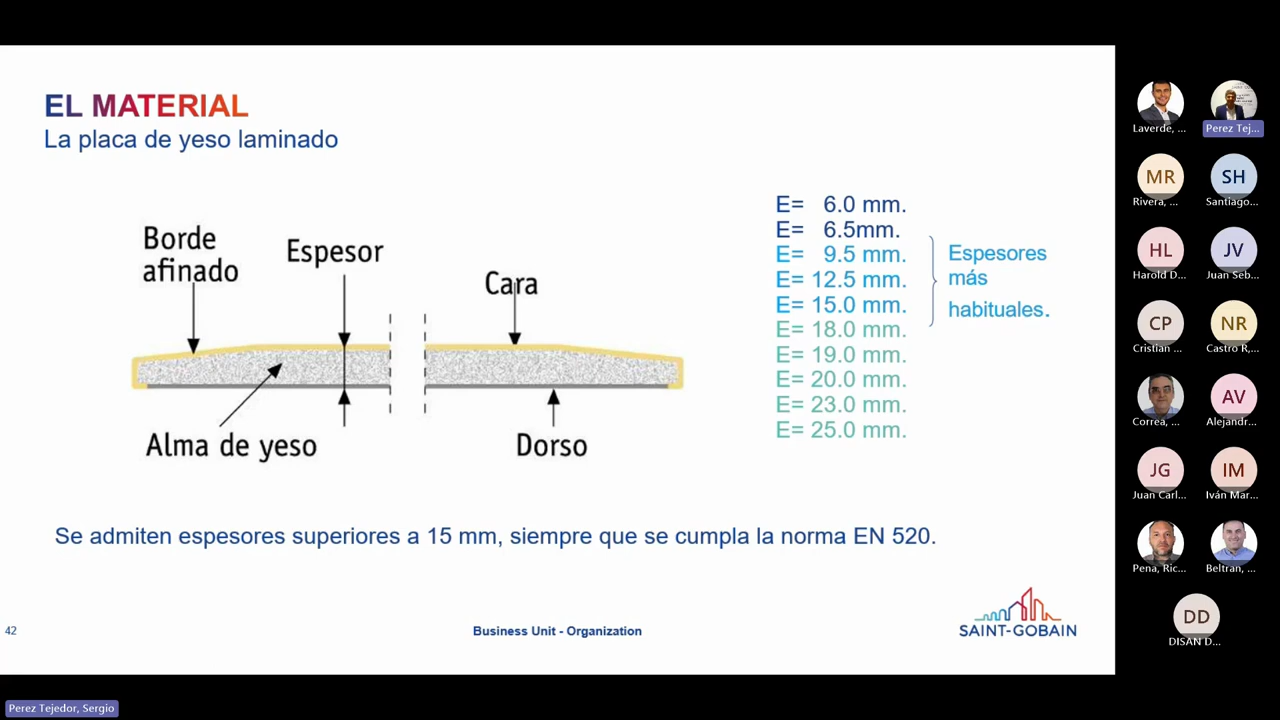 EL MATERIAL
La placa de yeso laminado
Borde
afinado
Espesor
Cara
Alma de yeso
Dorso
E= 6.0 mm.
E= 6.5mm.
E= 9.5 mm.
E= 12.5 mm.
E= 15.0 mm.
E= 18.0 mm.
E= 19.0 mm.
E= 20.0 mm.
E= 23.0 mm.
E= 25.0 mm.
Espesores
más
habituales.
Se admiten espesores superiores a 15 mm, siempre que se cumpla la norma EN 520.
42
Business Unit - Organization
SAINT-GOBAIN
Laverde, ...
Perez Tej...
MR
Rivera, ...
SH
Santiago...
HL
Harold D...
JV
Juan Seb...
CP
Cristian ...
NR
Castro R,...
Correa, ...
AV
Alejandr...
JG
Juan Carl...
IM
Iván Mar...
Pena, Ric...
Beltran, ...
DD
DISAN D...
Perez Tejedor, Sergio